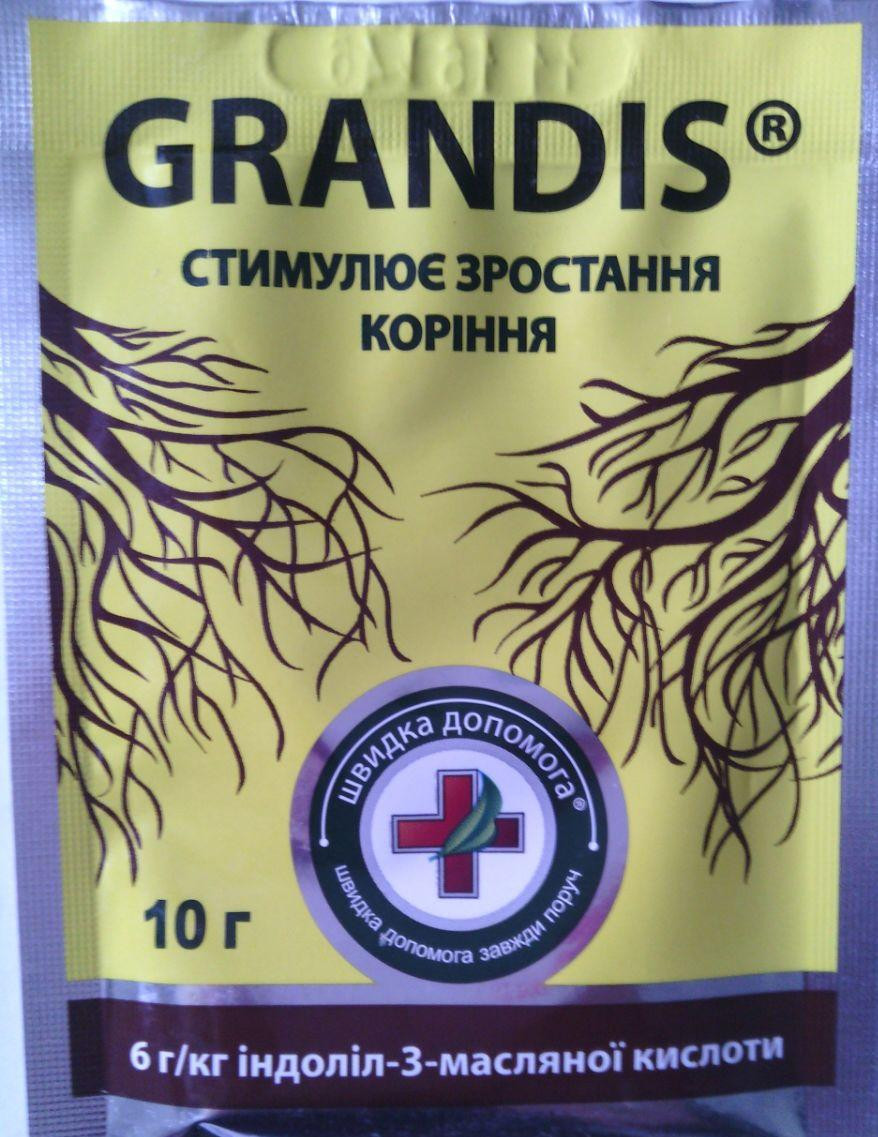 GRANDIS®
СТИМУЛЮЄ ЗРОСТАННЯ
КОРІННЯ
швидка допомога®
швидка допомога завжди поруч
10 г
6 г/кг індоліл-3-масляної кислоти